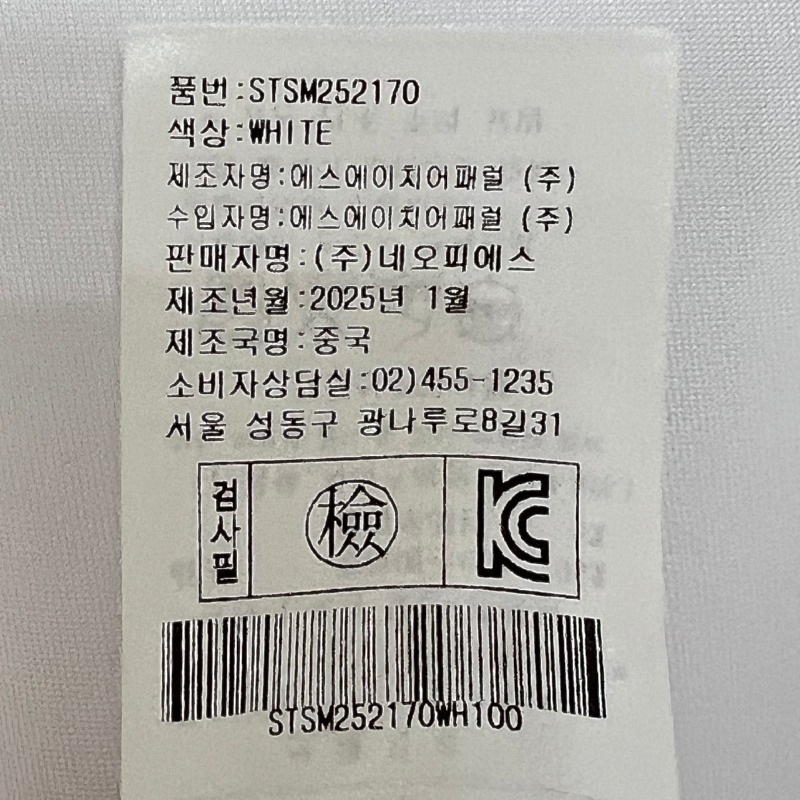 품번:STSM252170
색상:WHITE
제조자명:에스에이치어패럴 (주)
수입자명:에스에이치어패럴 (주)
판매자명:(주)네오피에스
제조년월:2025년 1월
제조국명:중국
소비자상담실:02)455-1235
서울 성동구 광나루로8길31
검사필
檢
KC
STSM252170WH100